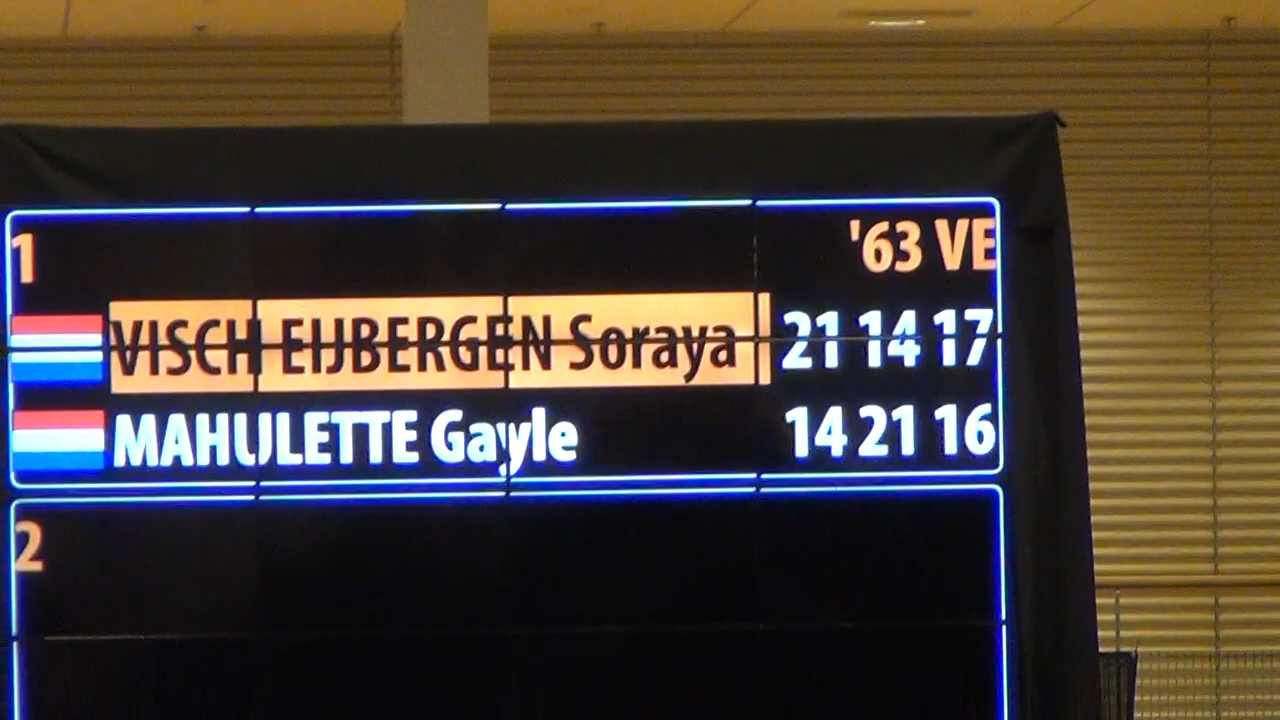 1 '63 VE
VISCH EIJBERGEN Soraya 21 14 17
MAHULETTE Gayle 14 21 16
2